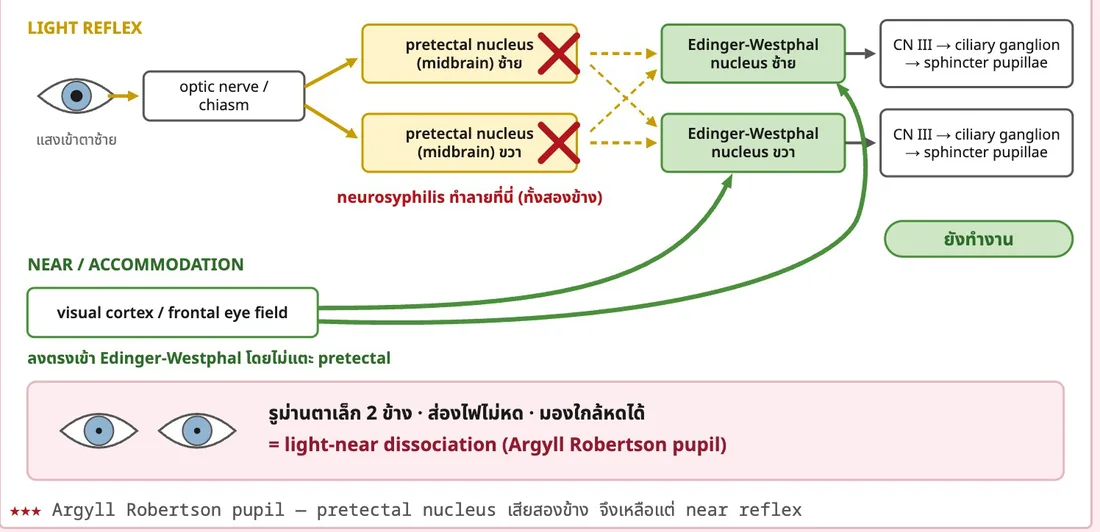 LIGHT REFLEX
แสงเข้าตาซ้าย
optic nerve /
chiasm
pretectal nucleus
(midbrain) ซ้าย
pretectal nucleus
(midbrain) ขวา
neurosyphilis ทำลายที่นี่ (ทั้งสองข้าง)
Edinger-Westphal
nucleus ซ้าย
Edinger-Westphal
nucleus ขวา
CN III → ciliary ganglion
→ sphincter pupillae
CN III → ciliary ganglion
→ sphincter pupillae
ยังทำงาน
NEAR / ACCOMMODATION
visual cortex / frontal eye field
ลงตรงเข้า Edinger-Westphal โดยไม่แตะ pretectal
รูม่านตาเล็ก 2 ข้าง · ส่องไฟไม่หด · มองใกล้หดได้
= light-near dissociation (Argyll Robertson pupil)
★★★ Argyll Robertson pupil — pretectal nucleus เสียสองข้าง จึงเหลือแต่ near reflex